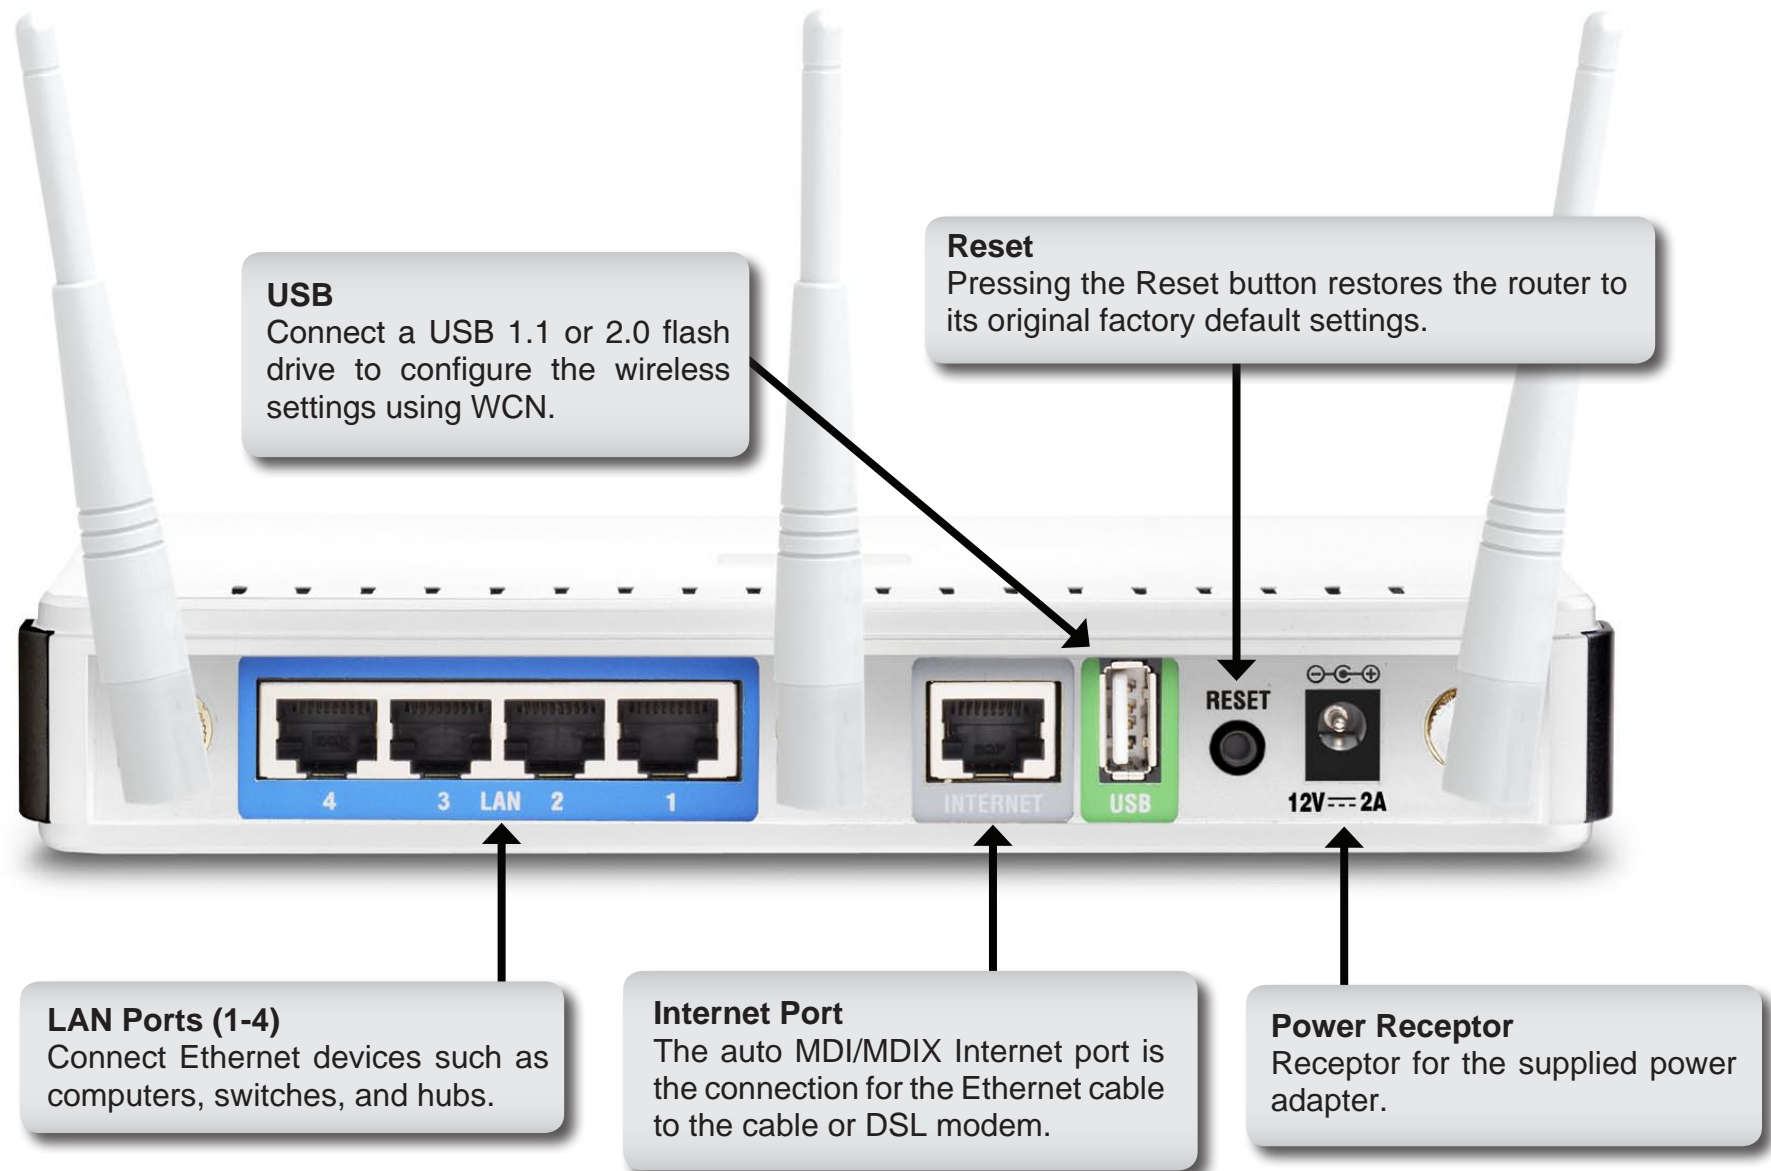 USB
Connect a USB 1.1 or 2.0 flash
drive to configure the wireless
settings using WCN.
Reset
Pressing the Reset button restores the router to
its original factory default settings.
RESET
12V⎓2A
4 3 LAN 2 1
INTERNET
USB
LAN Ports (1-4)
Connect Ethernet devices such as
computers, switches, and hubs.
Internet Port
The auto MDI/MDIX Internet port is
the connection for the Ethernet cable
to the cable or DSL modem.
Power Receptor
Receptor for the supplied power
adapter.